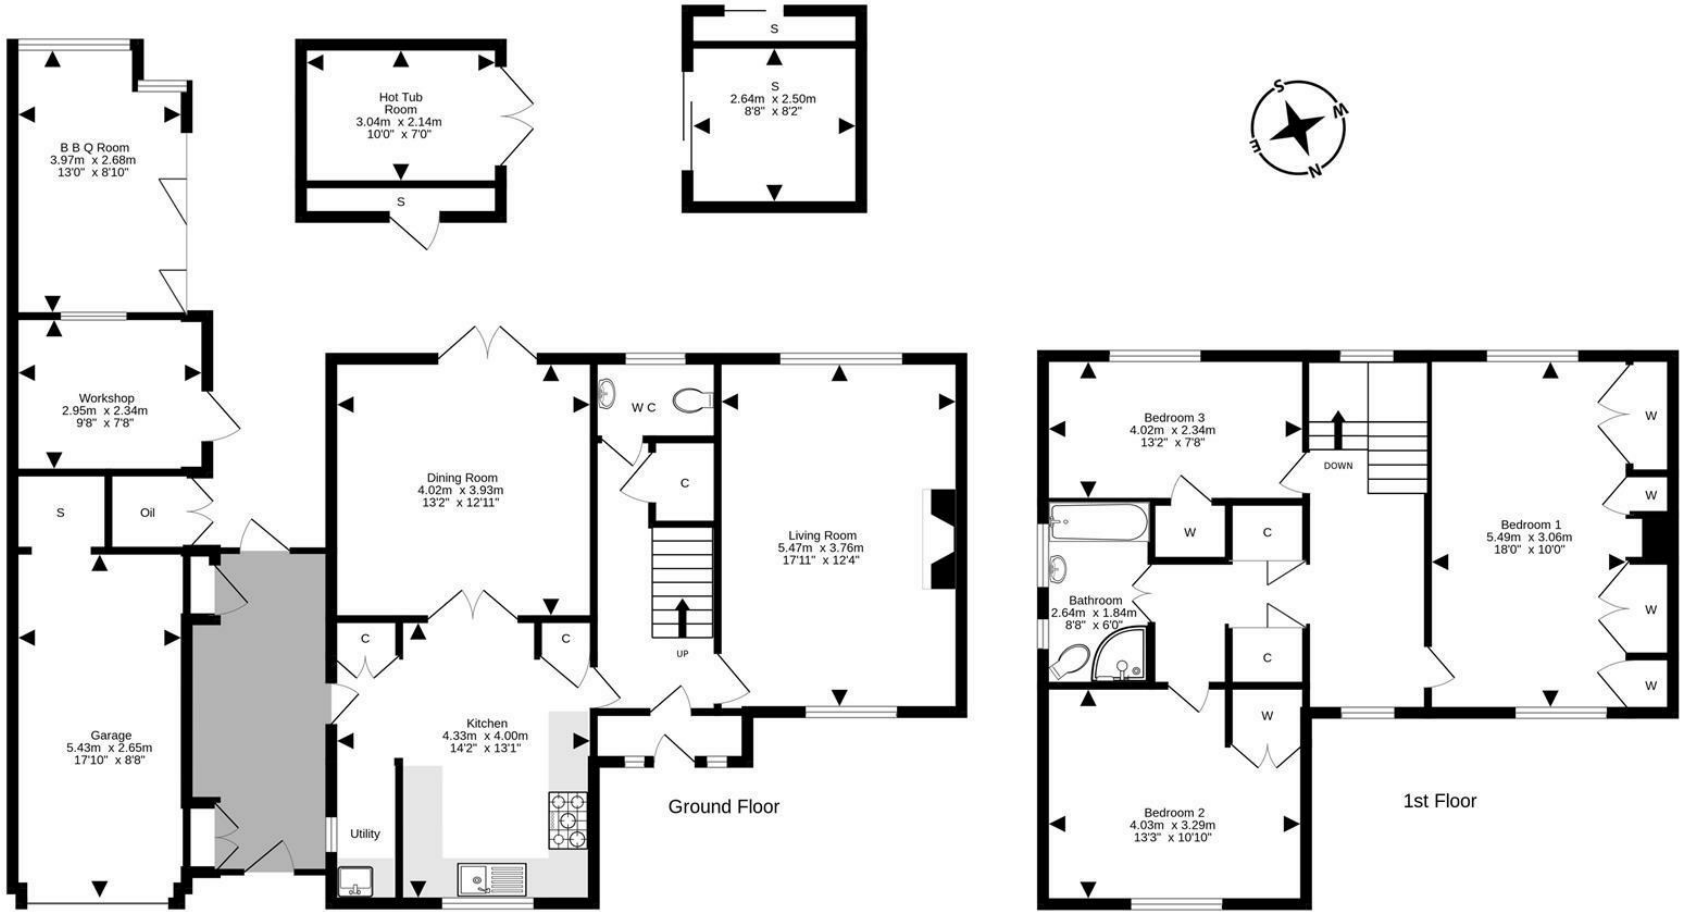 S
S
2.64m x 2.50m
8'8" x 8'2"
Hot Tub
Room
3.04m x 2.14m
10'0" x 7'0"
S
B B Q Room
3.97m x 2.68m
13'0" x 8'10"
S
W
E
N
Workshop
2.95m x 2.34m
9'8" x 7'8"
S
Oil
Garage
5.43m x 2.65m
17'10" x 8'8"
Dining Room
4.02m x 3.93m
13'2" x 12'11"
W C
C
Living Room
5.47m x 3.76m
17'11" x 12'4"
UP
C
C
Kitchen
4.33m x 4.00m
14'2" x 13'1"
Utility
Ground Floor
Bedroom 3
4.02m x 2.34m
13'2" x 7'8"
DOWN
W
W
Bedroom 1
5.49m x 3.06m
18'0" x 10'0"
W
C
Bathroom
2.64m x 1.84m
8'8" x 6'0"
W
C
W
W
Bedroom 2
4.03m x 3.29m
13'3" x 10'10"
1st Floor